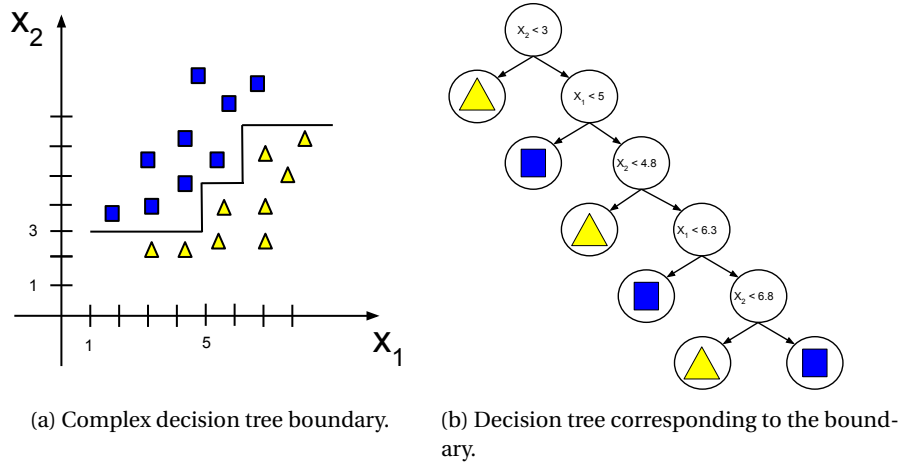 X₂
3
1
1
5
X₁
(a) Complex decision tree boundary.
X₂ < 3
X₁ < 5
X₂ < 4.8
X₁ < 6.3
X₂ < 6.8
(b) Decision tree corresponding to the bound-
ary.